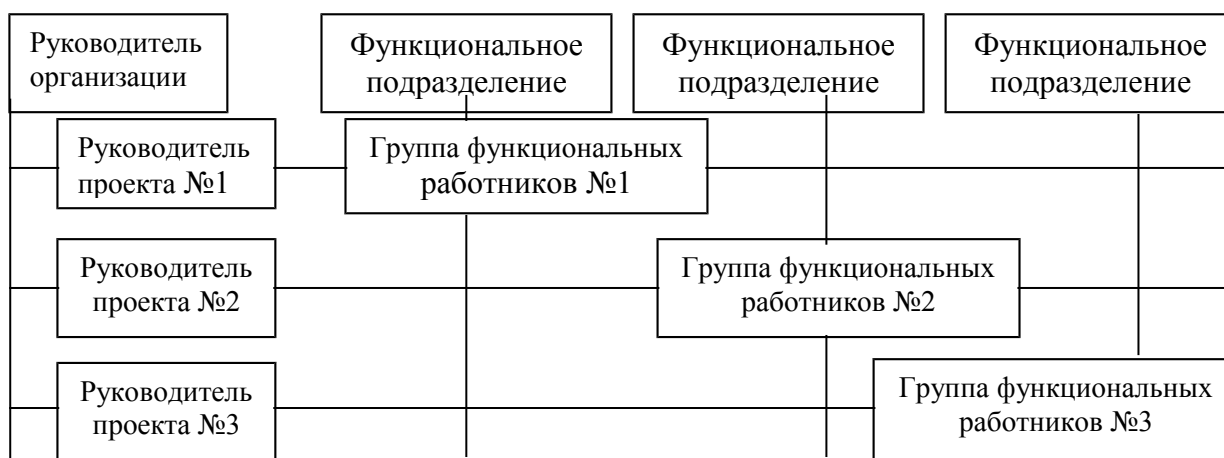 Руководитель
организации
Функциональное
подразделение
Функциональное
подразделение
Функциональное
подразделение
Руководитель
проекта №1
Группа функциональных
работников №1
Руководитель
проекта №2
Группа функциональных
работников №2
Руководитель
проекта №3
Группа функциональных
работников №3